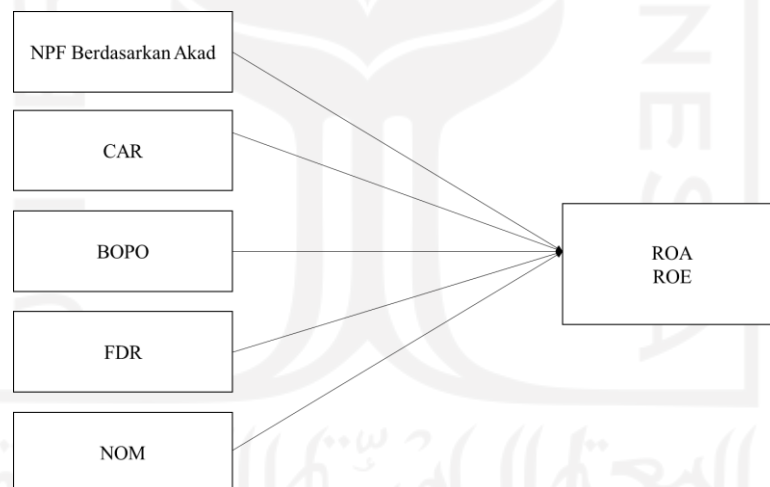 NPF Berdasarkan Akad
CAR
BOPO
FDR
NOM
ROA
ROE